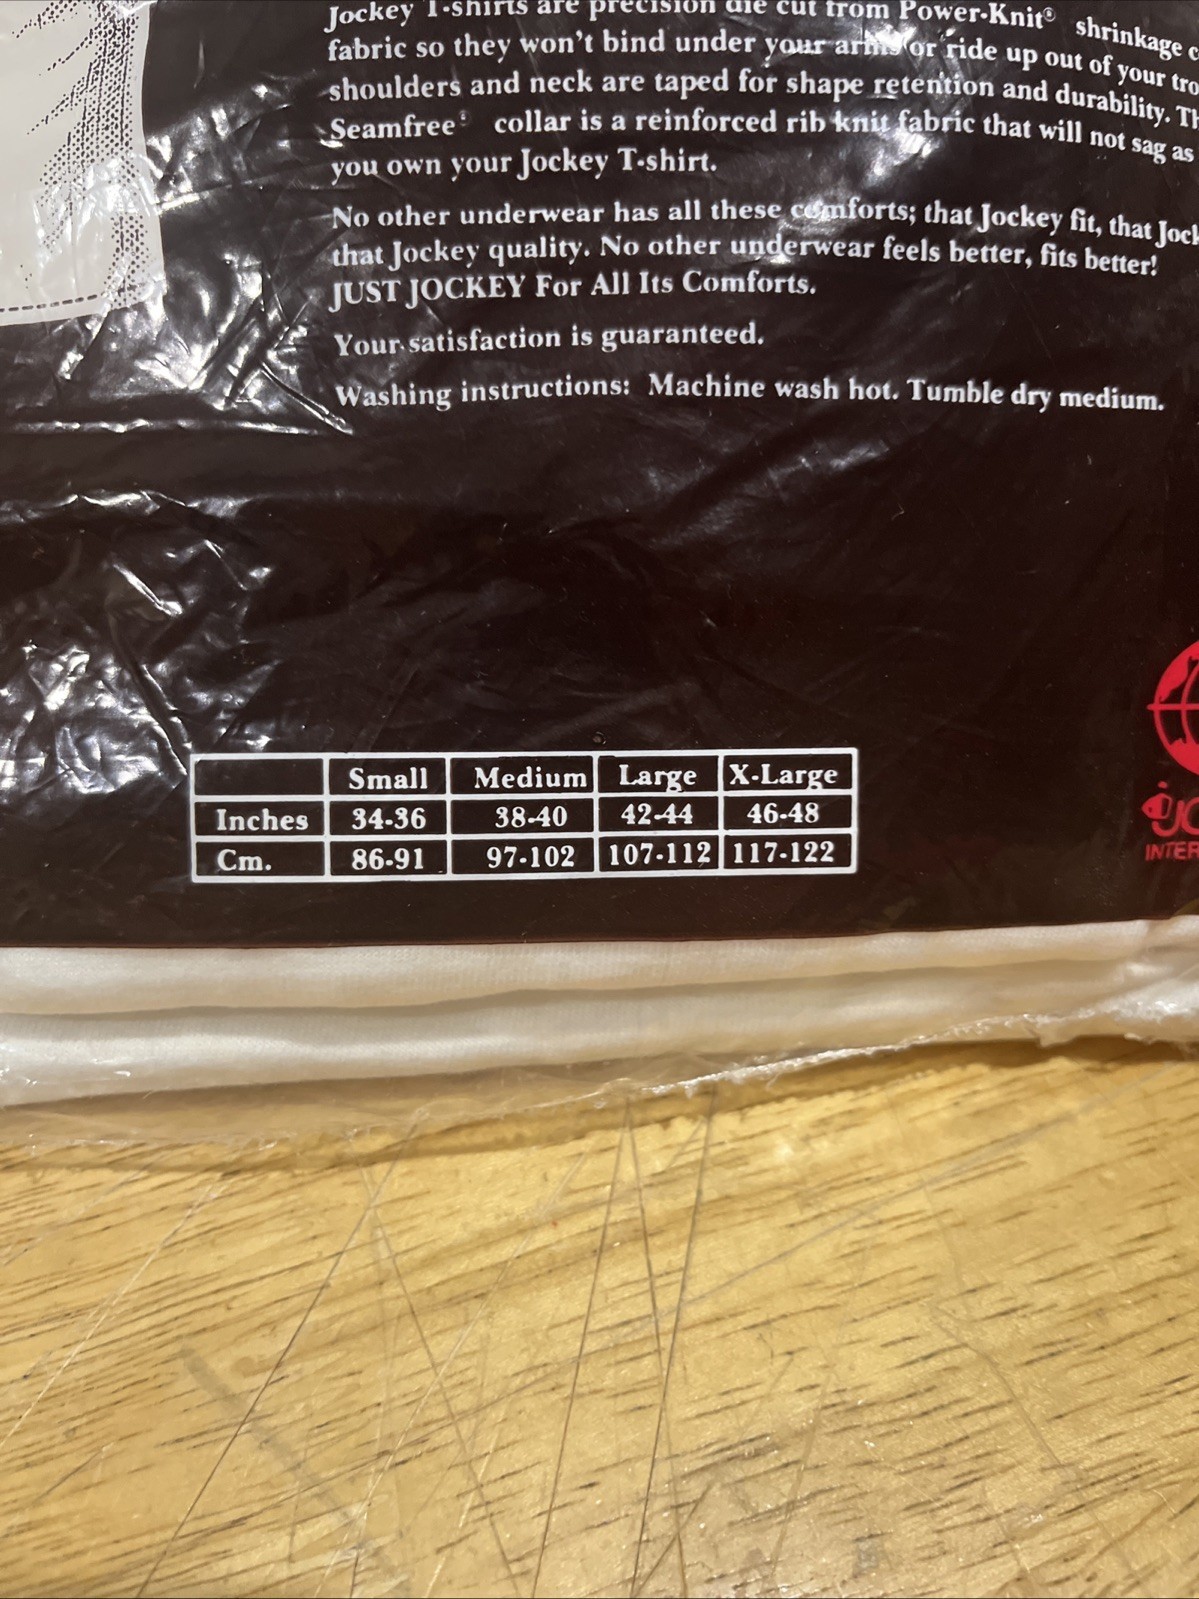 Jockey T-shirts are precision die cut from Power-Knit® shrinkage
fabric so they won't bind under your arms or ride up out of your
shoulders and neck are taped for shape retention and durability.
Seamfree® collar is a reinforced rib knit fabric that will not sag as
you own your Jockey T-shirt.
No other underwear has all these comforts; that Jockey fit, that
that Jockey quality. No other underwear feels better, fits better!
JUST JOCKEY For All Its Comforts.
Your satisfaction is guaranteed.
Washing instructions: Machine wash hot. Tumble dry medium.
Small Medium Large X-Large
Inches 34-36 38-40 42-44 46-48
Cm. 86-91 97-102 107-112 117-122